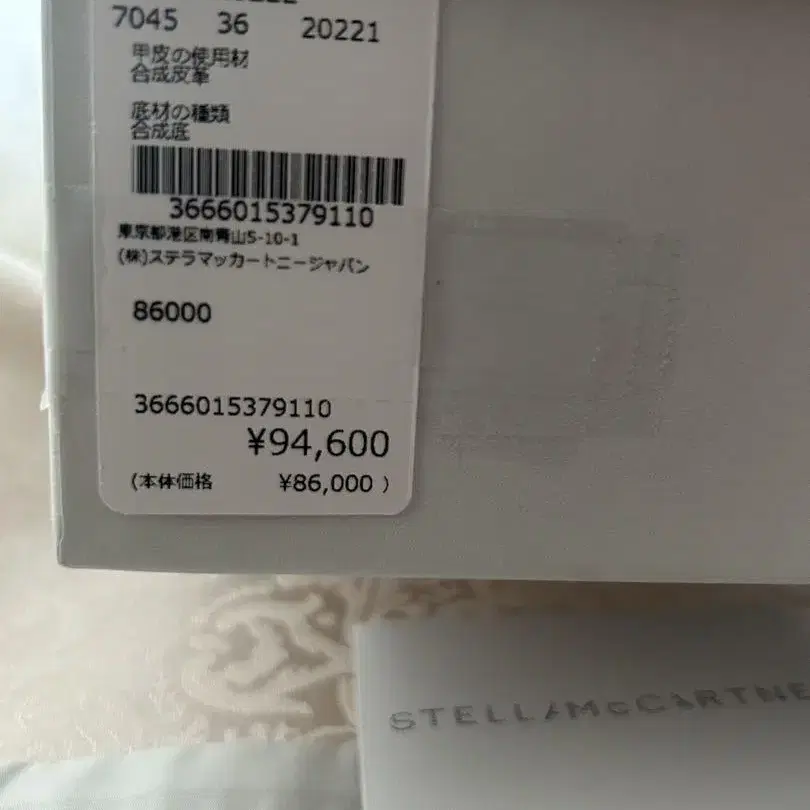 7045 36 20221
甲皮の使用材
合成皮革
底材の種類
合成底
3666015379110
東京都港区南青山5-10-1
(株)ステラマッカートニージャパン
86000
3666015379110
¥94,600
(本体価格 ¥86,000 )
STELLA McCARTNE